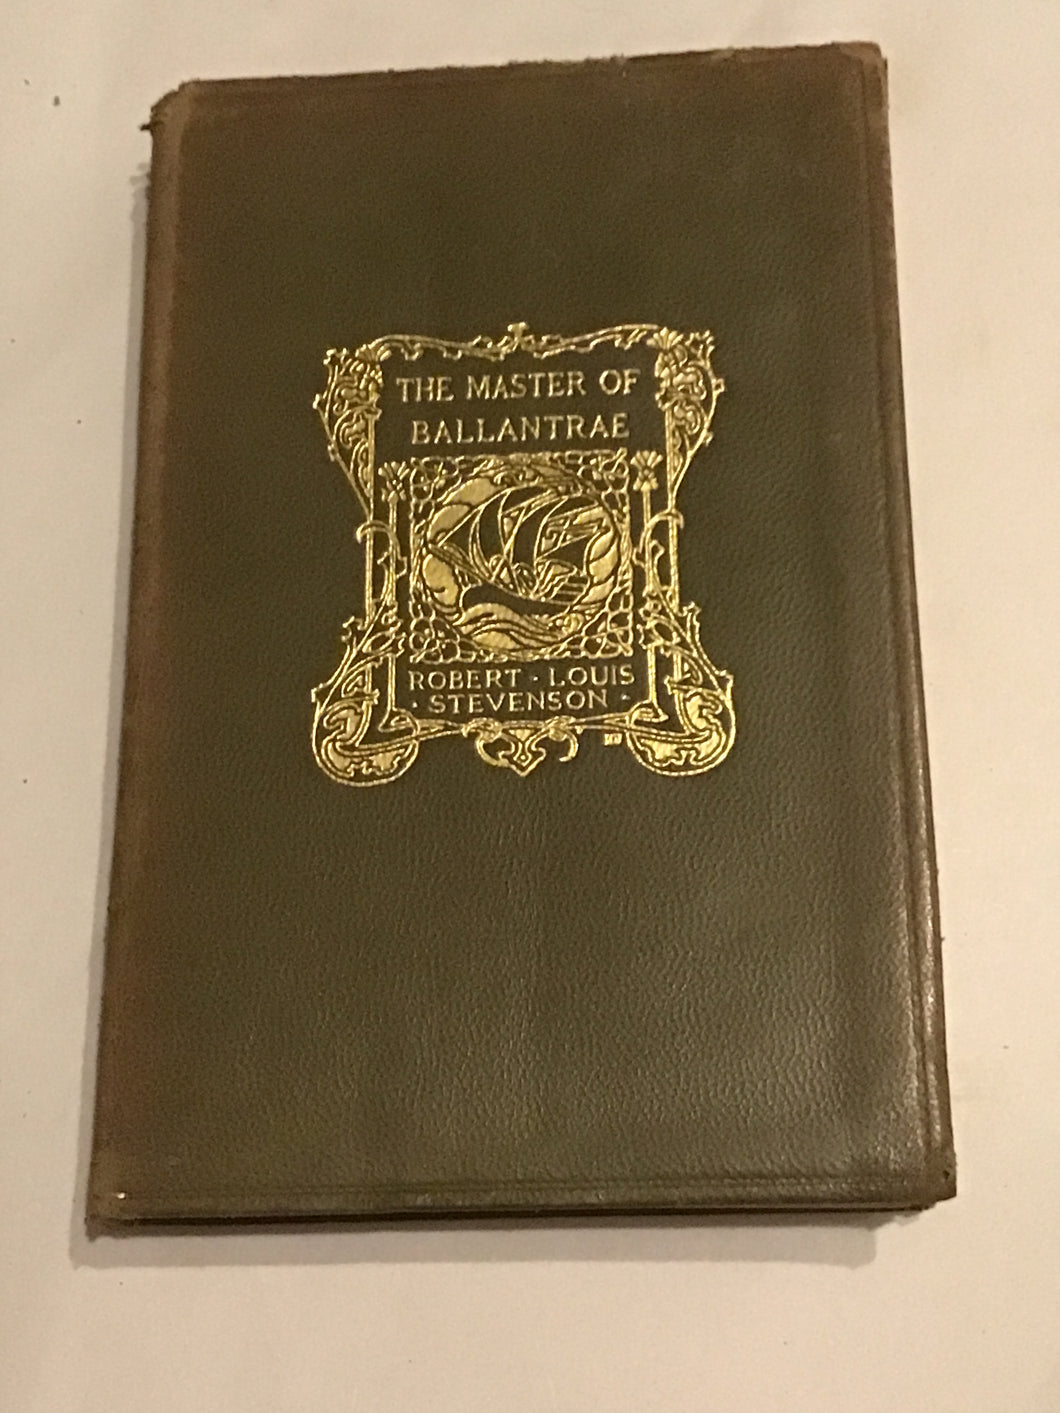 THE MASTER OF
BALLANTRAE
ROBERT · LOUIS
· STEVENSON ·